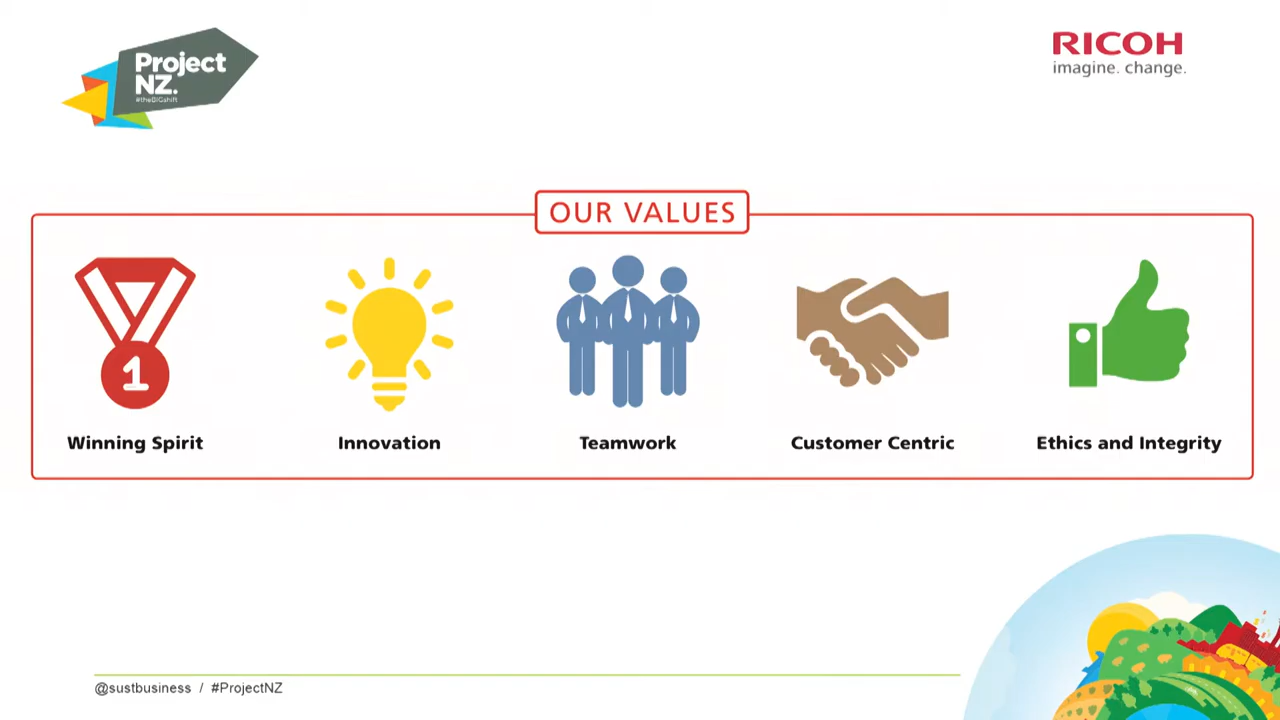 Project
NZ.
#theBIGshift
RICOH
imagine. change.
OUR VALUES
1
Winning Spirit
Innovation
Teamwork
Customer Centric
Ethics and Integrity
@sustbusiness / #ProjectNZ